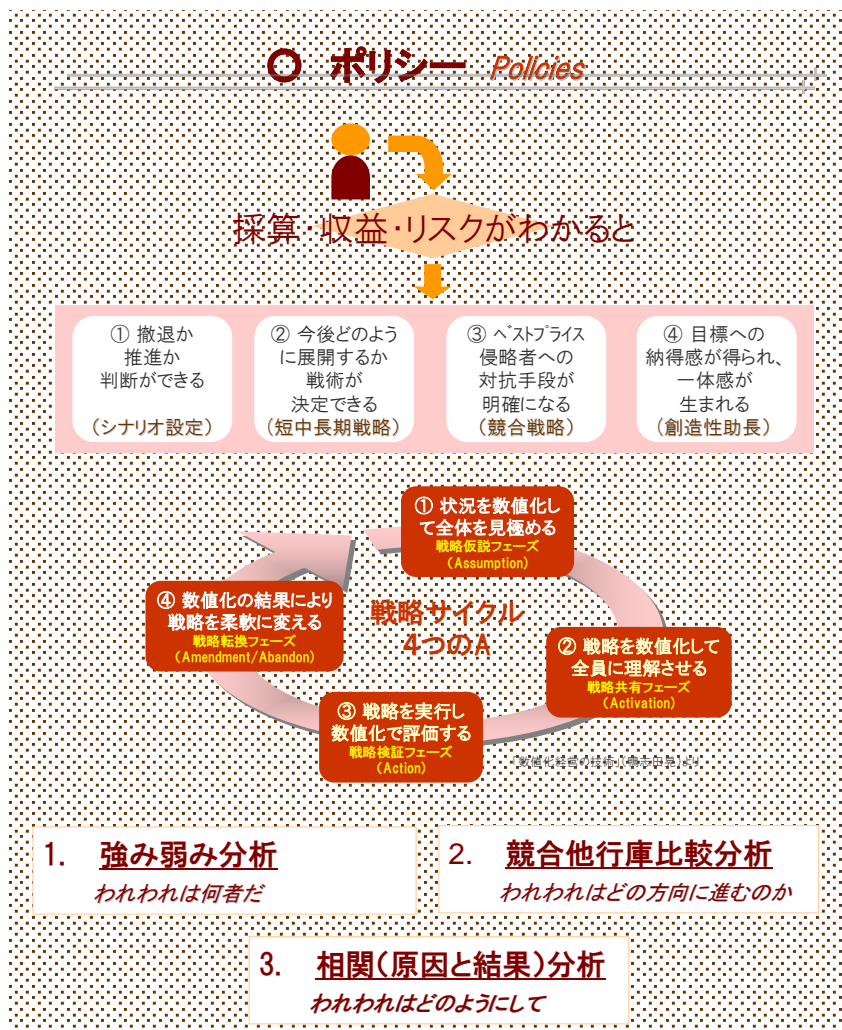 ○ ポリシー Policies
採算・収益・リスクがわかると
① 撤退か
推進か
判断ができる
（シナリオ設定）
② 今後どのよう
に展開するか
戦術が
決定できる
（短中長期戦略）
③ ベストプライス
侵略者への
対抗手段が
明確になる
（競合戦略）
④ 目標への
納得感が得られ、
一体感が
生まれる
（創造性助長）
① 状況を数値化し
て全体を見極める
戦略仮説フェーズ
（Assumption）
② 戦略を数値化して
全員に理解させる
戦略共有フェーズ
（Activation）
③ 戦略を実行し
数値化で評価する
戦略検証フェーズ
（Action）
④ 数値化の結果により
戦略を柔軟に変える
戦略転換フェーズ
（Amendment/Abandon）
戦略サイクル
４つのA
「数値化経営の技術」（鴨志田晃）より
1. 強み弱み分析
われわれは何者だ
2. 競合他行庫比較分析
われわれはどの方向に進むのか
3. 相関（原因と結果）分析
われわれはどのようにして